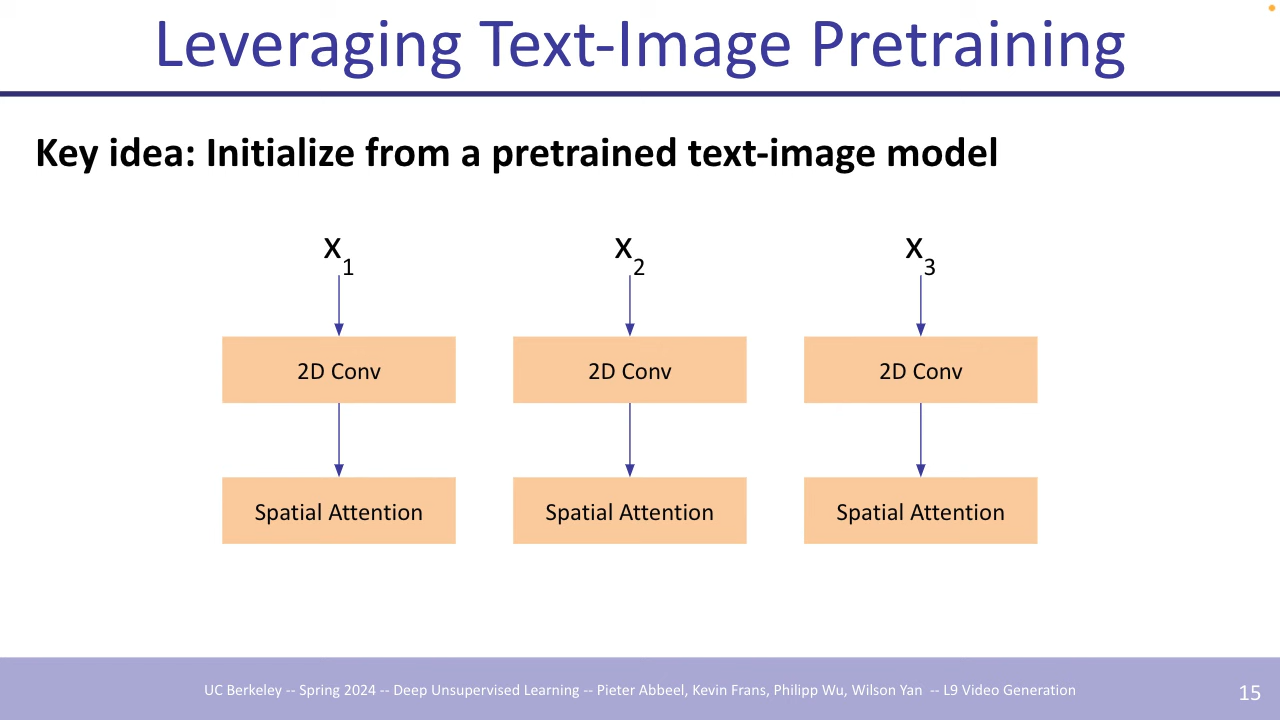 Leveraging Text-Image Pretraining
Key idea: Initialize from a pretrained text-image model
x₁ x₂ x₃
2D Conv 2D Conv 2D Conv
Spatial Attention Spatial Attention Spatial Attention
UC Berkeley -- Spring 2024 -- Deep Unsupervised Learning -- Pieter Abbeel, Kevin Frans, Philipp Wu, Wilson Yan -- L9 Video Generation
15